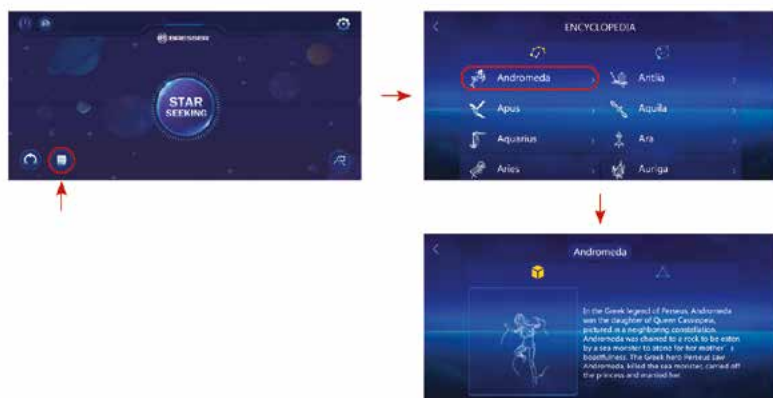 BRESSER
STAR
SEEKING
ENCYCLOPEDIA
Andromeda
Antlia
Apus
Aquila
Aquarius
Ara
Aries
Auriga
Andromeda
In the Greek legend of Perseus, Andromeda
was the daughter of Queen Cassiopeia,
pictured in a neighboring constellation.
Andromeda was chained to a rock to be eaten
by a sea monster to atone for her mother's
boastfulness. The Greek hero Perseus saw
Andromeda, killed the sea monster, carried off
the princess and married her.